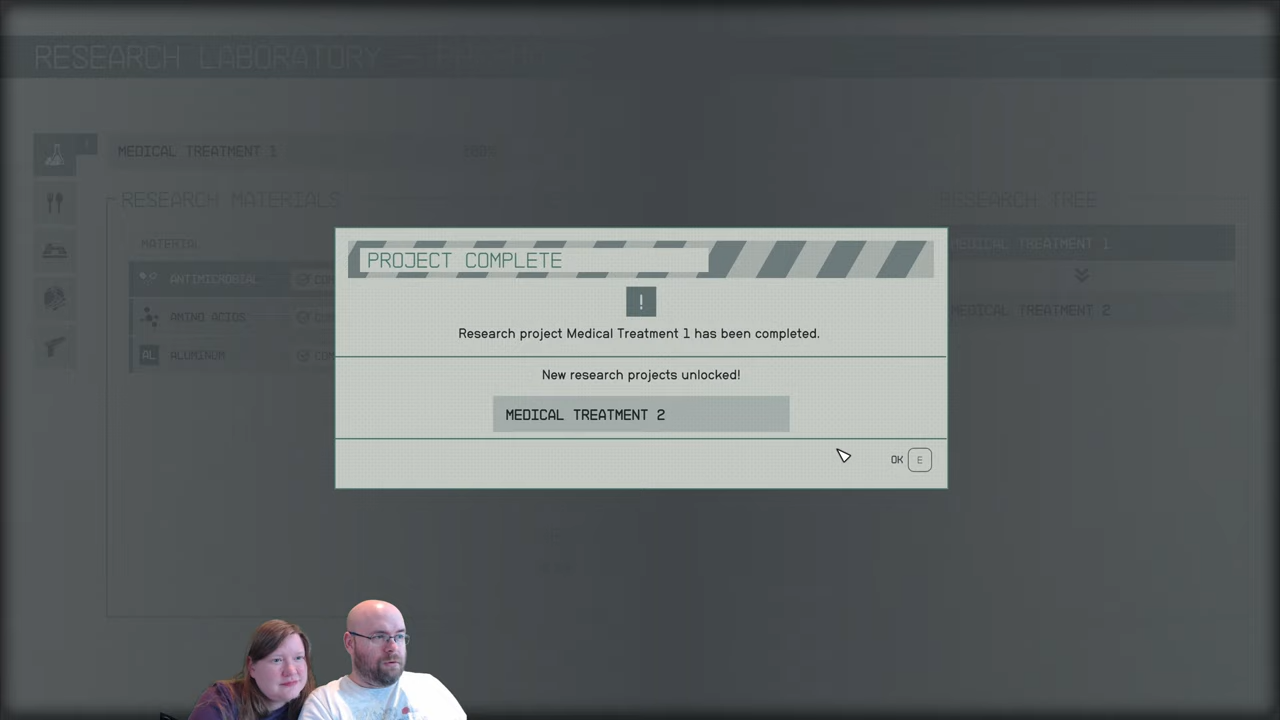 RESEARCH LABORATORY
MEDICAL TREATMENT 1
RESEARCH MATERIALS
RESEARCH TREE
MATERIAL
MEDICAL TREATMENT 1
ANTIMICROBIAL
AMINO ACIDS
MEDICAL TREATMENT 2
AL ALUMINUM
PROJECT COMPLETE
!
Research project Medical Treatment 1 has been completed.
New research projects unlocked!
MEDICAL TREATMENT 2
OK E